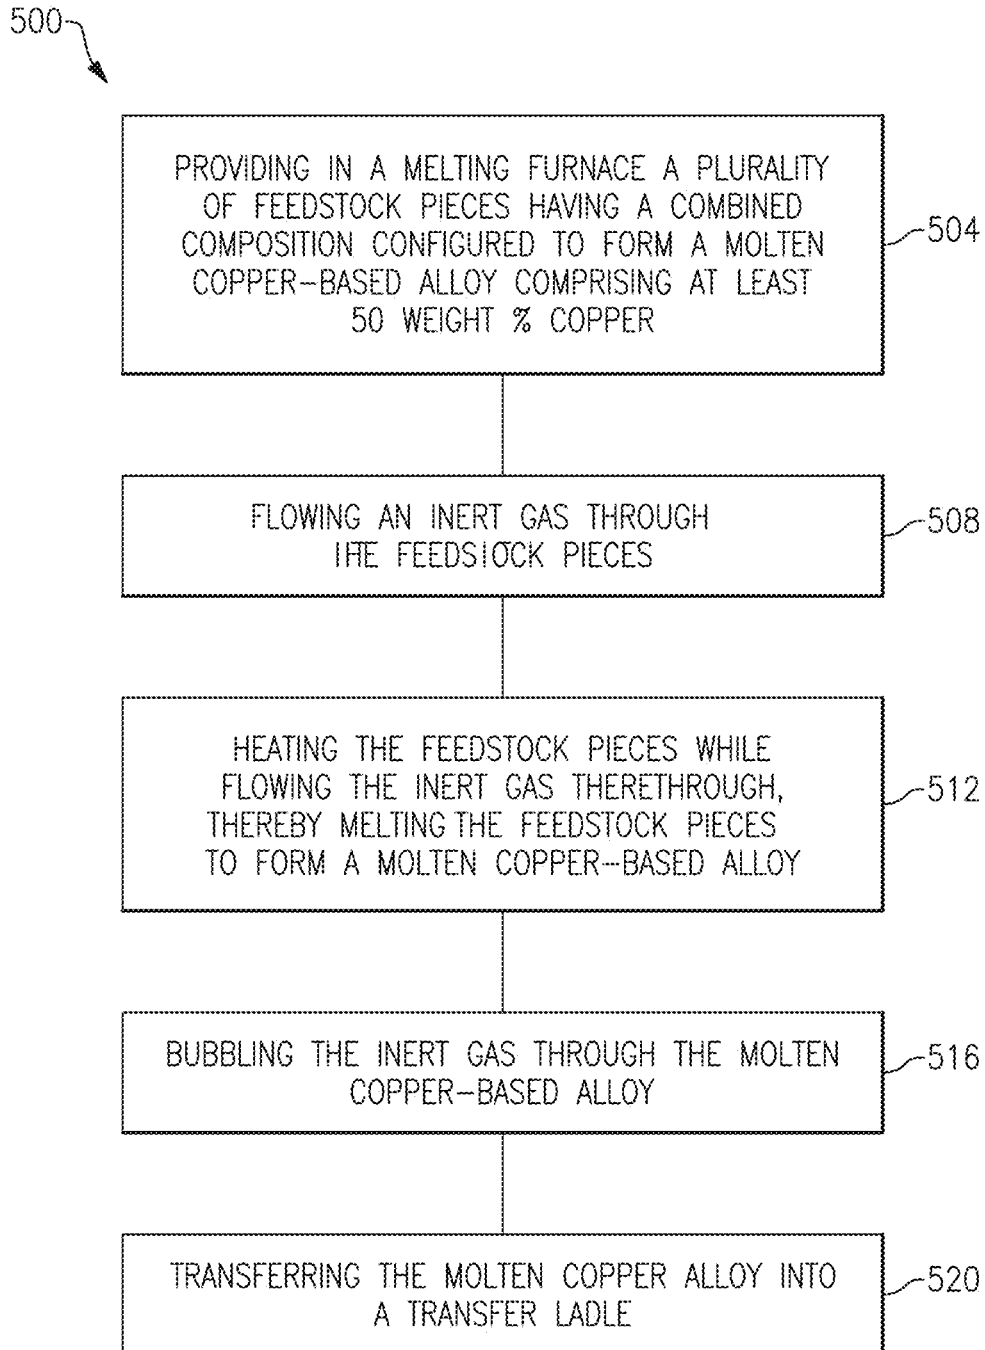 500
PROVIDING IN A MELTING FURNACE A PLURALITY
OF FEEDSTOCK PIECES HAVING A COMBINED
COMPOSITION CONFIGURED TO FORM A MOLTEN
COPPER-BASED ALLOY COMPRISING AT LEAST
50 WEIGHT % COPPER
504
FLOWING AN INERT GAS THROUGH
THE FEEDSTOCK PIECES
508
HEATING THE FEEDSTOCK PIECES WHILE
FLOWING THE INERT GAS THERETHROUGH,
THEREBY MELTING THE FEEDSTOCK PIECES
TO FORM A MOLTEN COPPER-BASED ALLOY
512
BUBBLING THE INERT GAS THROUGH THE MOLTEN
COPPER-BASED ALLOY
516
TRANSFERRING THE MOLTEN COPPER ALLOY INTO
A TRANSFER LADLE
520